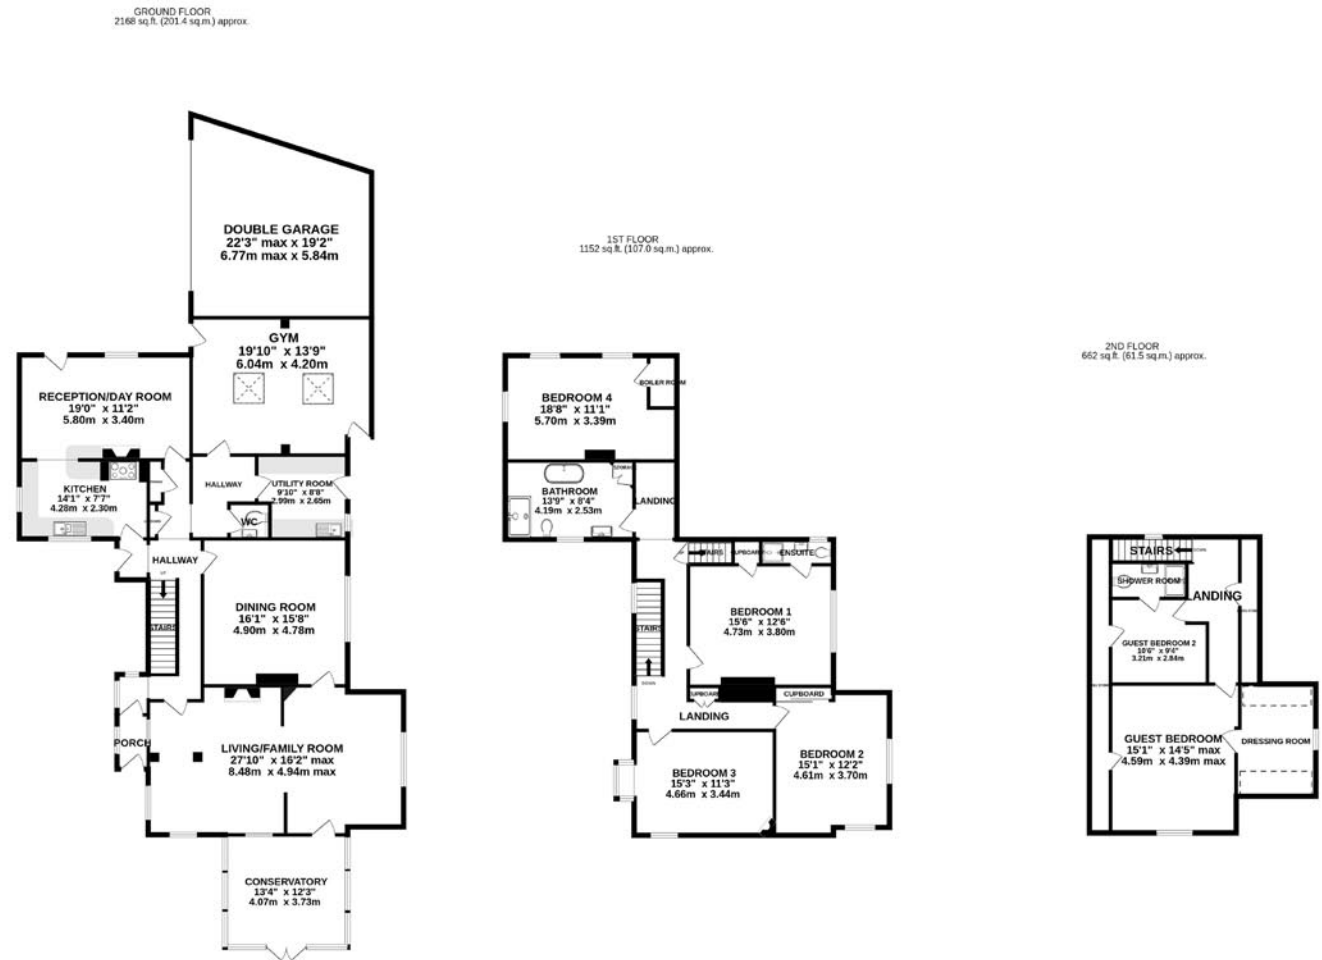 GROUND FLOOR
2168 sq.ft. (201.4 sq.m.) approx.
DOUBLE GARAGE
22'3" max x 19'2"
6.77m max x 5.84m
GYM
19'10" x 13'9"
6.04m x 4.20m
RECEPTION/DAY ROOM
19'0" x 11'2"
5.80m x 3.40m
KITCHEN
14'1" x 7'7"
4.28m x 2.30m
HALLWAY
UTILITY ROOM
9'10" x 8'8"
2.99m x 2.65m
WC
HALLWAY
UP
STAIRS
DINING ROOM
16'1" x 15'8"
4.90m x 4.78m
PORCH
LIVING/FAMILY ROOM
27'10" x 16'2" max
8.48m x 4.94m max
CONSERVATORY
13'4" x 12'3"
4.07m x 3.73m
1ST FLOOR
1152 sq.ft. (107.0 sq.m.) approx.
BEDROOM 4
18'8" x 11'1"
5.70m x 3.39m
BOILER ROOM
BATHROOM
13'9" x 8'4"
4.19m x 2.53m
LANDING
UP
STAIRS
CUPBOARD
ENSUITE
BEDROOM 1
15'6" x 12'6"
4.73m x 3.80m
STAIRS
DOWN
CUPBOARD
CUPBOARD
LANDING
BEDROOM 2
15'1" x 12'2"
4.61m x 3.70m
BEDROOM 3
15'3" x 11'3"
4.66m x 3.44m
2ND FLOOR
662 sq.ft. (61.5 sq.m.) approx.
STAIRS
DOWN
SHOWER ROOM
LANDING
GUEST BEDROOM 2
10'6" x 9'4"
3.21m x 2.84m
GUEST BEDROOM
15'1" x 14'5" max
4.59m x 4.39m max
DRESSING ROOM